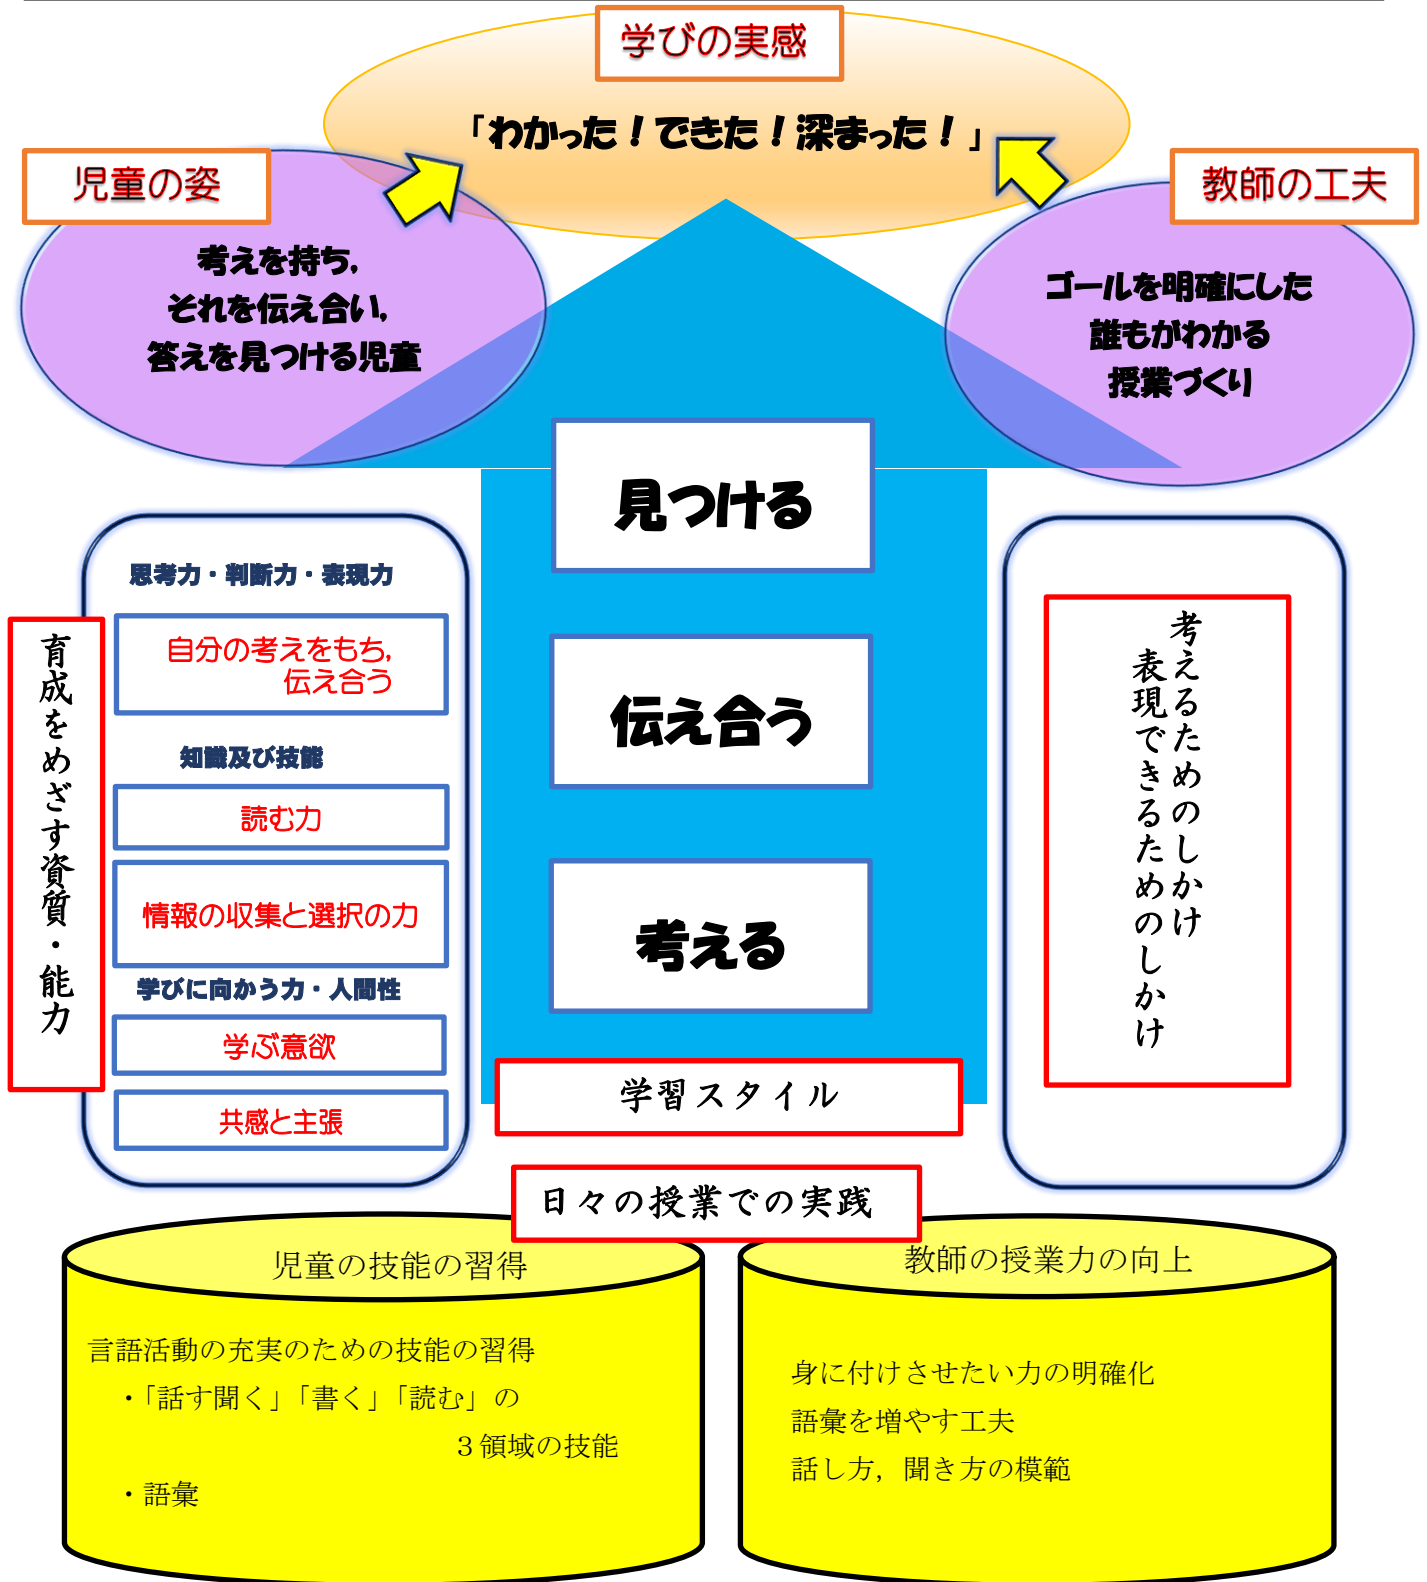 学びの実感
「わかった！できた！深まった！」
児童の姿
考えを持ち，
それを伝え合い，
答えを見つける児童
教師の工夫
ゴールを明確にした
誰もがわかる
授業づくり
見つける
伝え合う
考える
学習スタイル
育成をめざす資質・能力
思考力・判断力・表現力
自分の考えをもち，
伝え合う
知識及び技能
読む力
情報の収集と選択の力
学びに向かう力・人間性
学ぶ意欲
共感と主張
考えるためのしかけ
表現できるためのしかけ
日々の授業での実践
児童の技能の習得
言語活動の充実のための技能の習得
・「話す聞く」「書く」「読む」の
３領域の技能
・語彙
教師の授業力の向上
身に付けさせたい力の明確化
語彙を増やす工夫
話し方，聞き方の模範